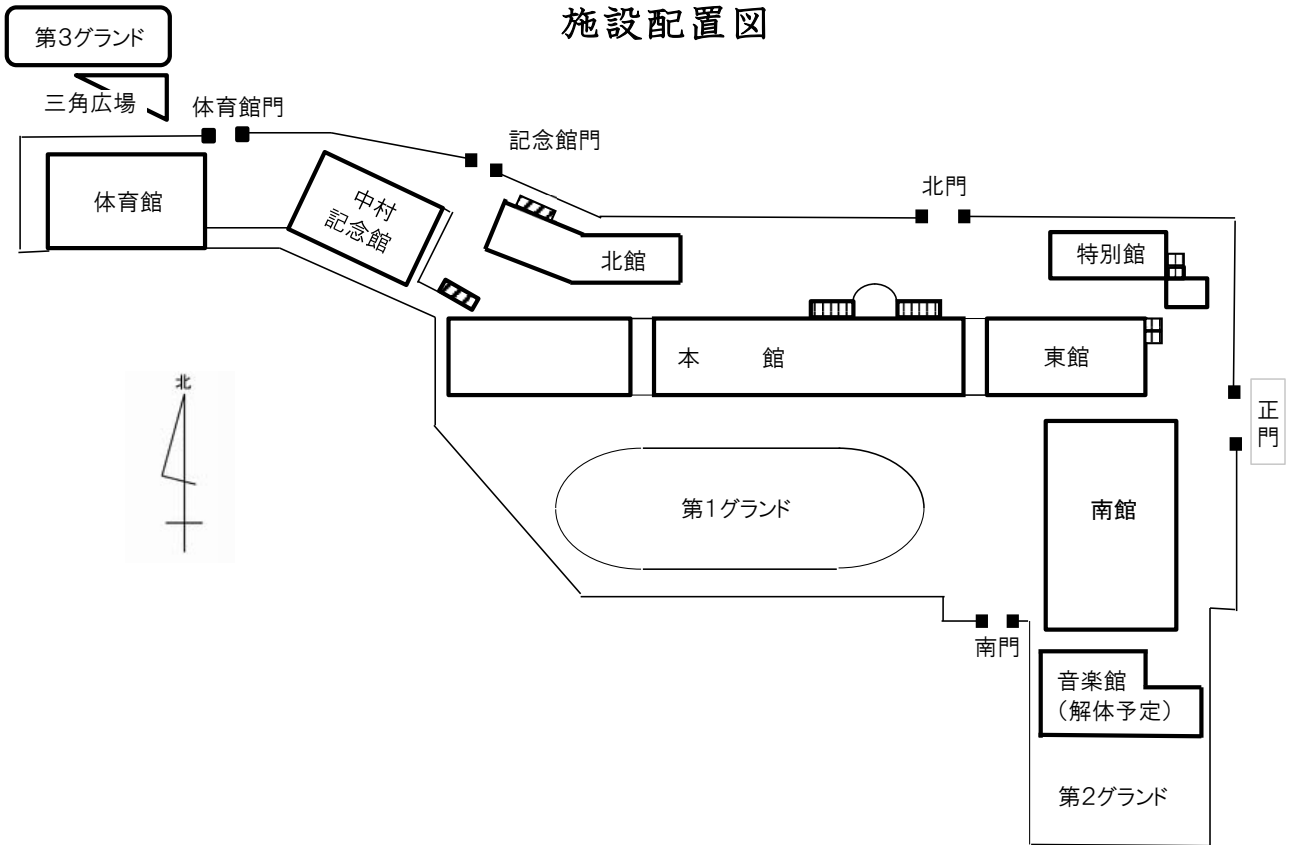 施設配置図
第3グランド
三角広場
体育館門
記念館門
北門
体育館
中村
記念館
北館
特別館
本　館
東館
正
門
北
第1グランド
南館
南門
音楽館
（解体予定）
第2グランド